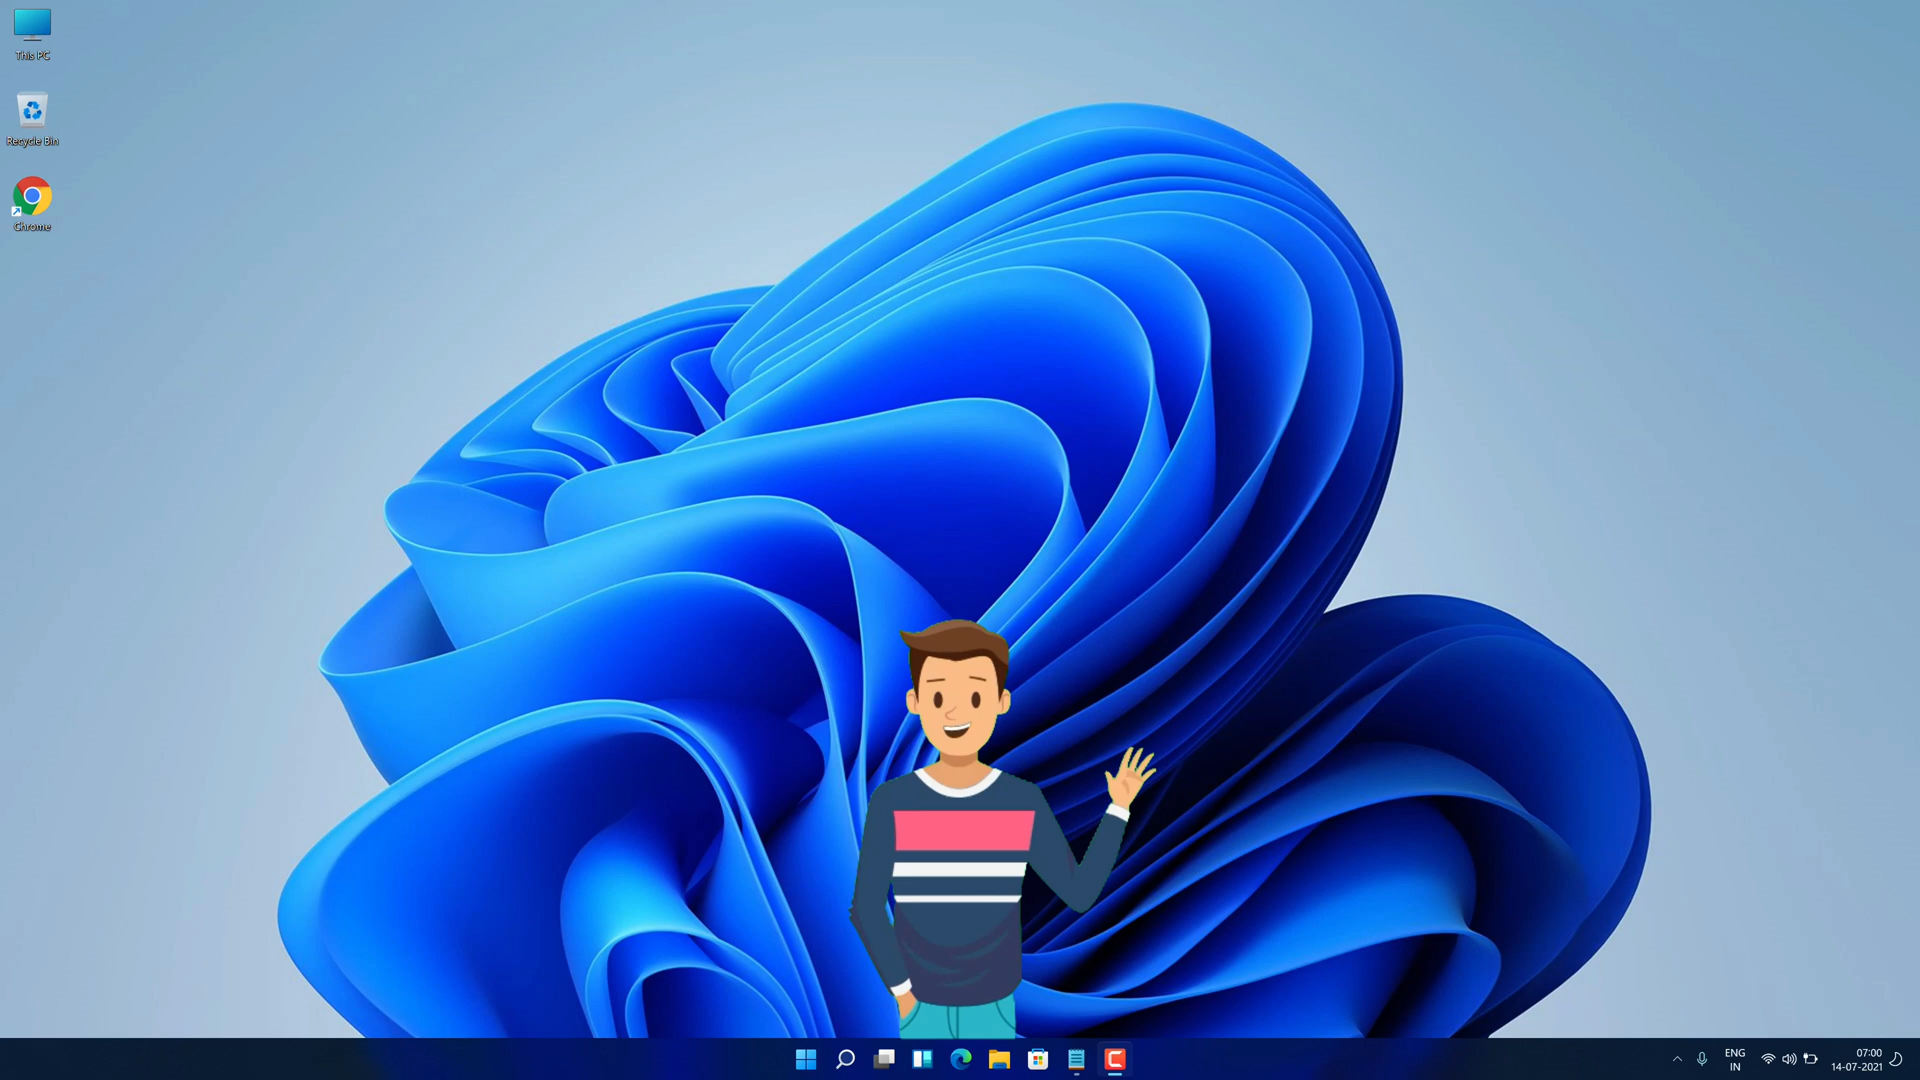 This PC
Recycle Bin
Chrome
ENG
IN
07:00
14-07-2021